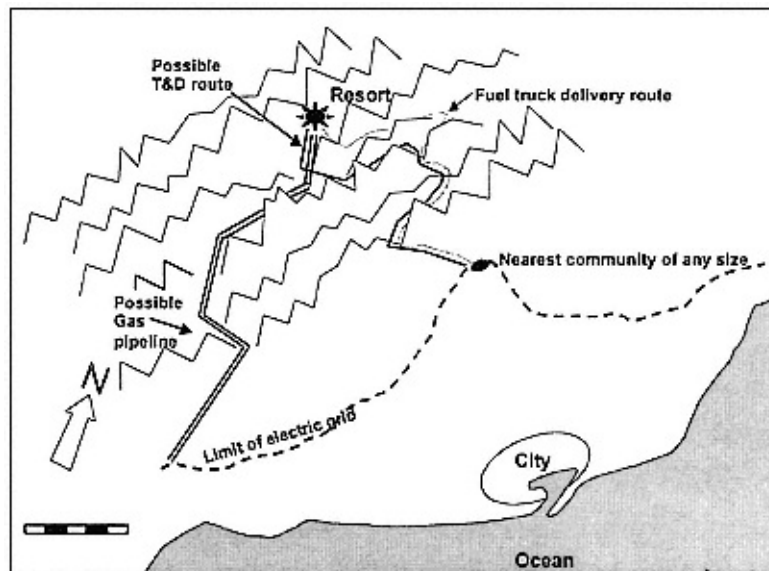 Possible
T&D route
Resort
Fuel truck delivery route
Nearest community of any size
Possible
Gas
pipeline
N
Limit of electric grid
City
Ocean